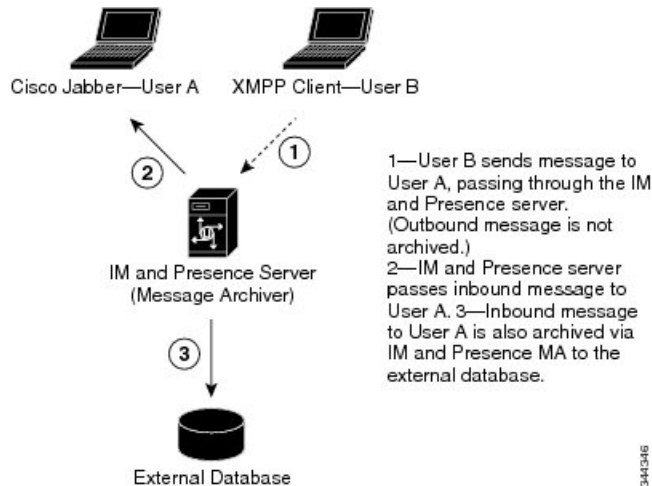 Cisco Jabber—User A
XMPP Client—User B
1
2
IM and Presence Server
(Message Archiver)
3
External Database
1—User B sends message to
User A, passing through the IM
and Presence server.
(Outbound message is not
archived.)
2—IM and Presence server
passes inbound message to
User A. 3—Inbound message
to User A is also archived via
IM and Presence MA to the
external database.
344346